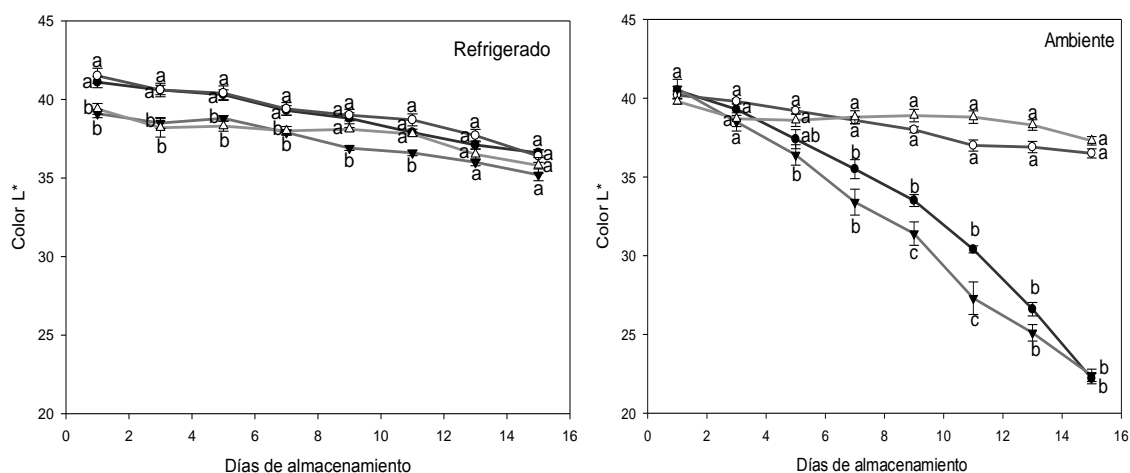 Refrigerado
Color L*
45
40
35
30
25
20
a a a a a a a a
a a a a a a a a
b b b b b a a a
b b b b b b a a
0 2 4 6 8 10 12 14 16
Días de almacenamiento
Ambiente
Color L*
45
40
35
30
25
20
a a a a a a a a
a a a a a a a
a ab b b b b b
b b c c b b
0 2 4 6 8 10 12 14 16
Días de almacenamiento